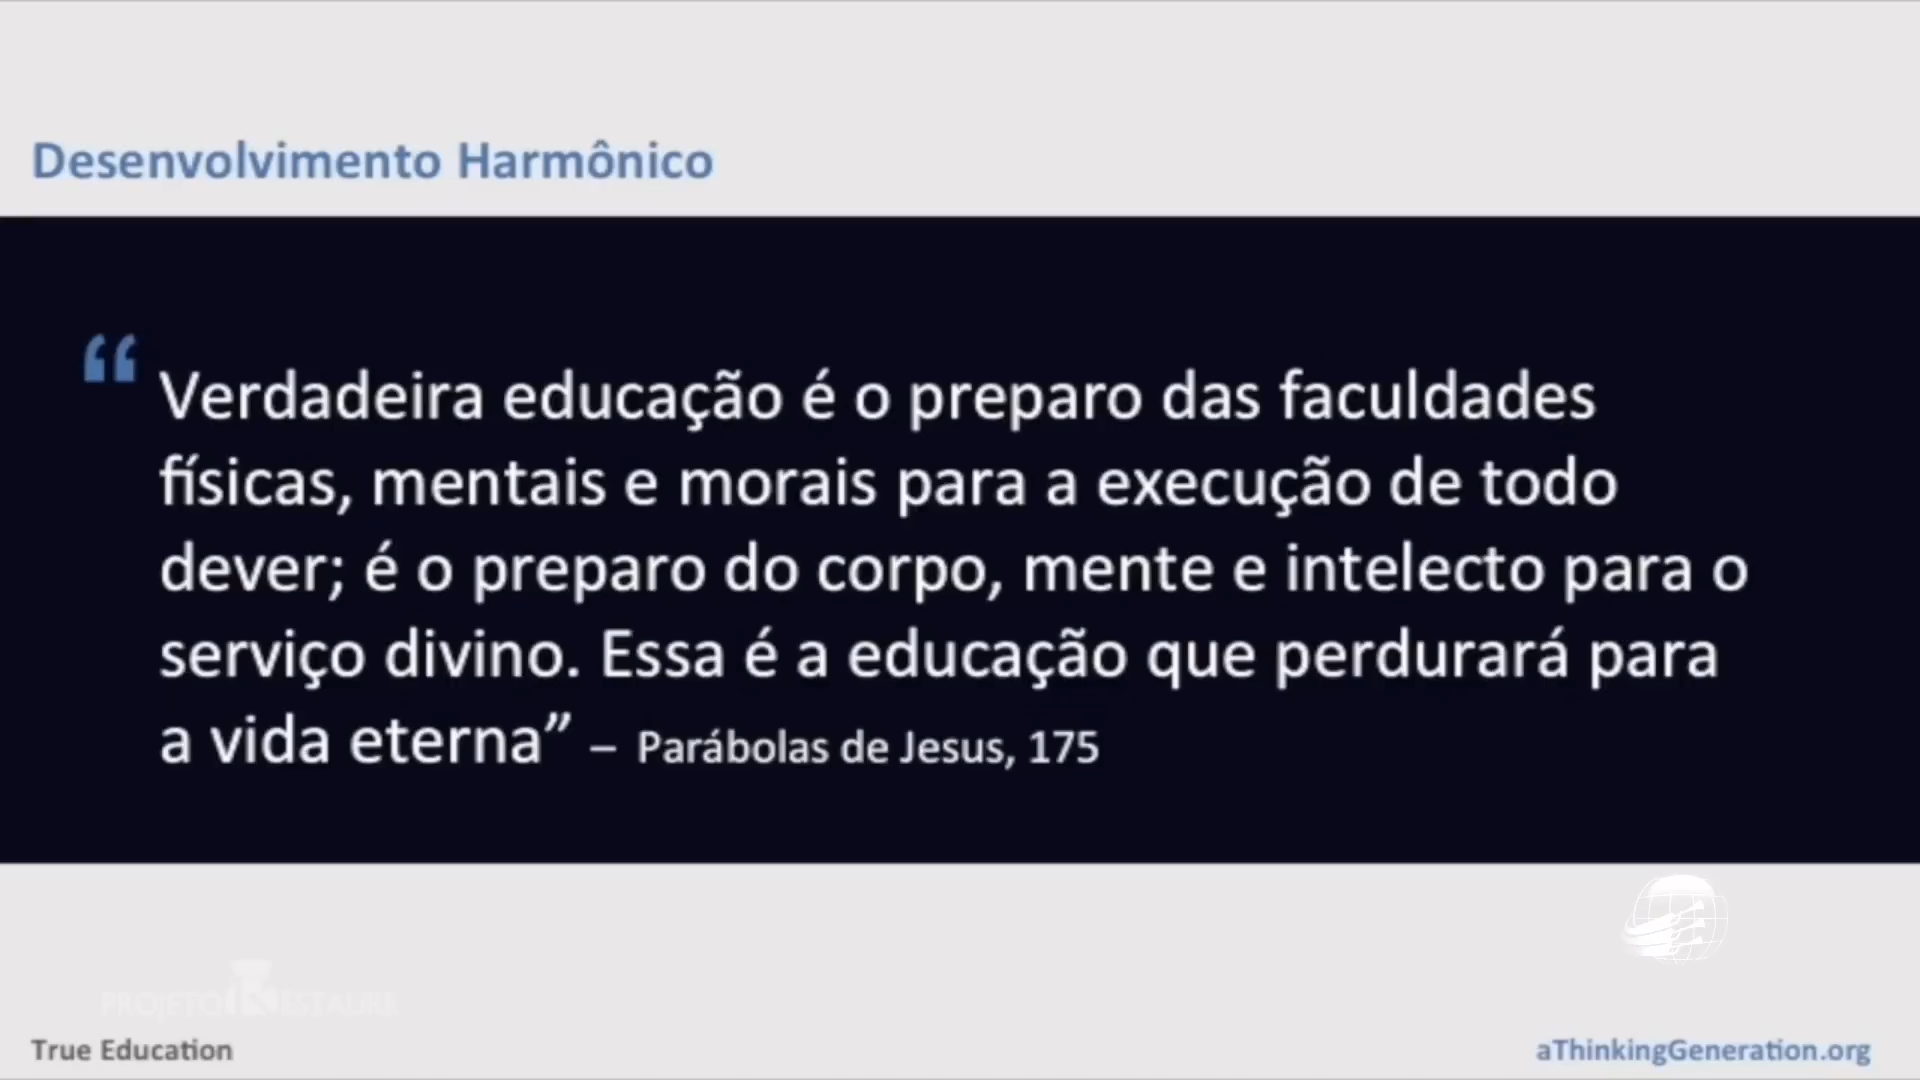 Desenvolvimento Harmônico
“Verdadeira educação é o preparo das faculdades
físicas, mentais e morais para a execução de todo
dever; é o preparo do corpo, mente e intelecto para o
serviço divino. Essa é a educação que perdurará para
a vida eterna” – Parábolas de Jesus, 175
PROJETO RESTAURE
True Education
aThinkingGeneration.org